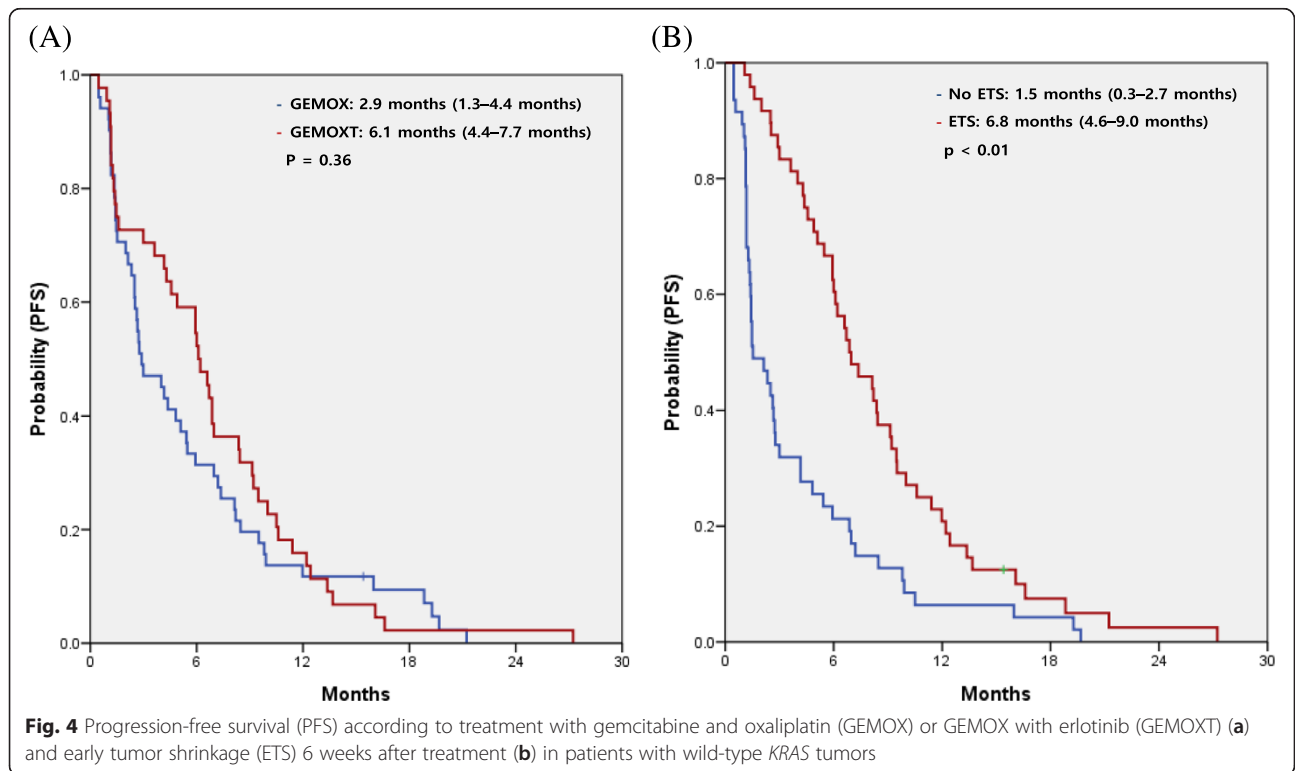 (A)
1.0
0.8
0.6
0.4
0.2
0.0
Probability (PFS)
- GEMOX: 2.9 months (1.3–4.4 months)
- GEMOXT: 6.1 months (4.4–7.7 months)
P = 0.36
0 6 12 18 24 30
Months
(B)
1.0
0.8
0.6
0.4
0.2
0.0
Probability (PFS)
- No ETS: 1.5 months (0.3–2.7 months)
- ETS: 6.8 months (4.6–9.0 months)
p < 0.01
0 6 12 18 24 30
Months
Fig. 4 Progression-free survival (PFS) according to treatment with gemcitabine and oxaliplatin (GEMOX) or GEMOX with erlotinib (GEMOXT) (a)
and early tumor shrinkage (ETS) 6 weeks after treatment (b) in patients with wild-type KRAS tumors